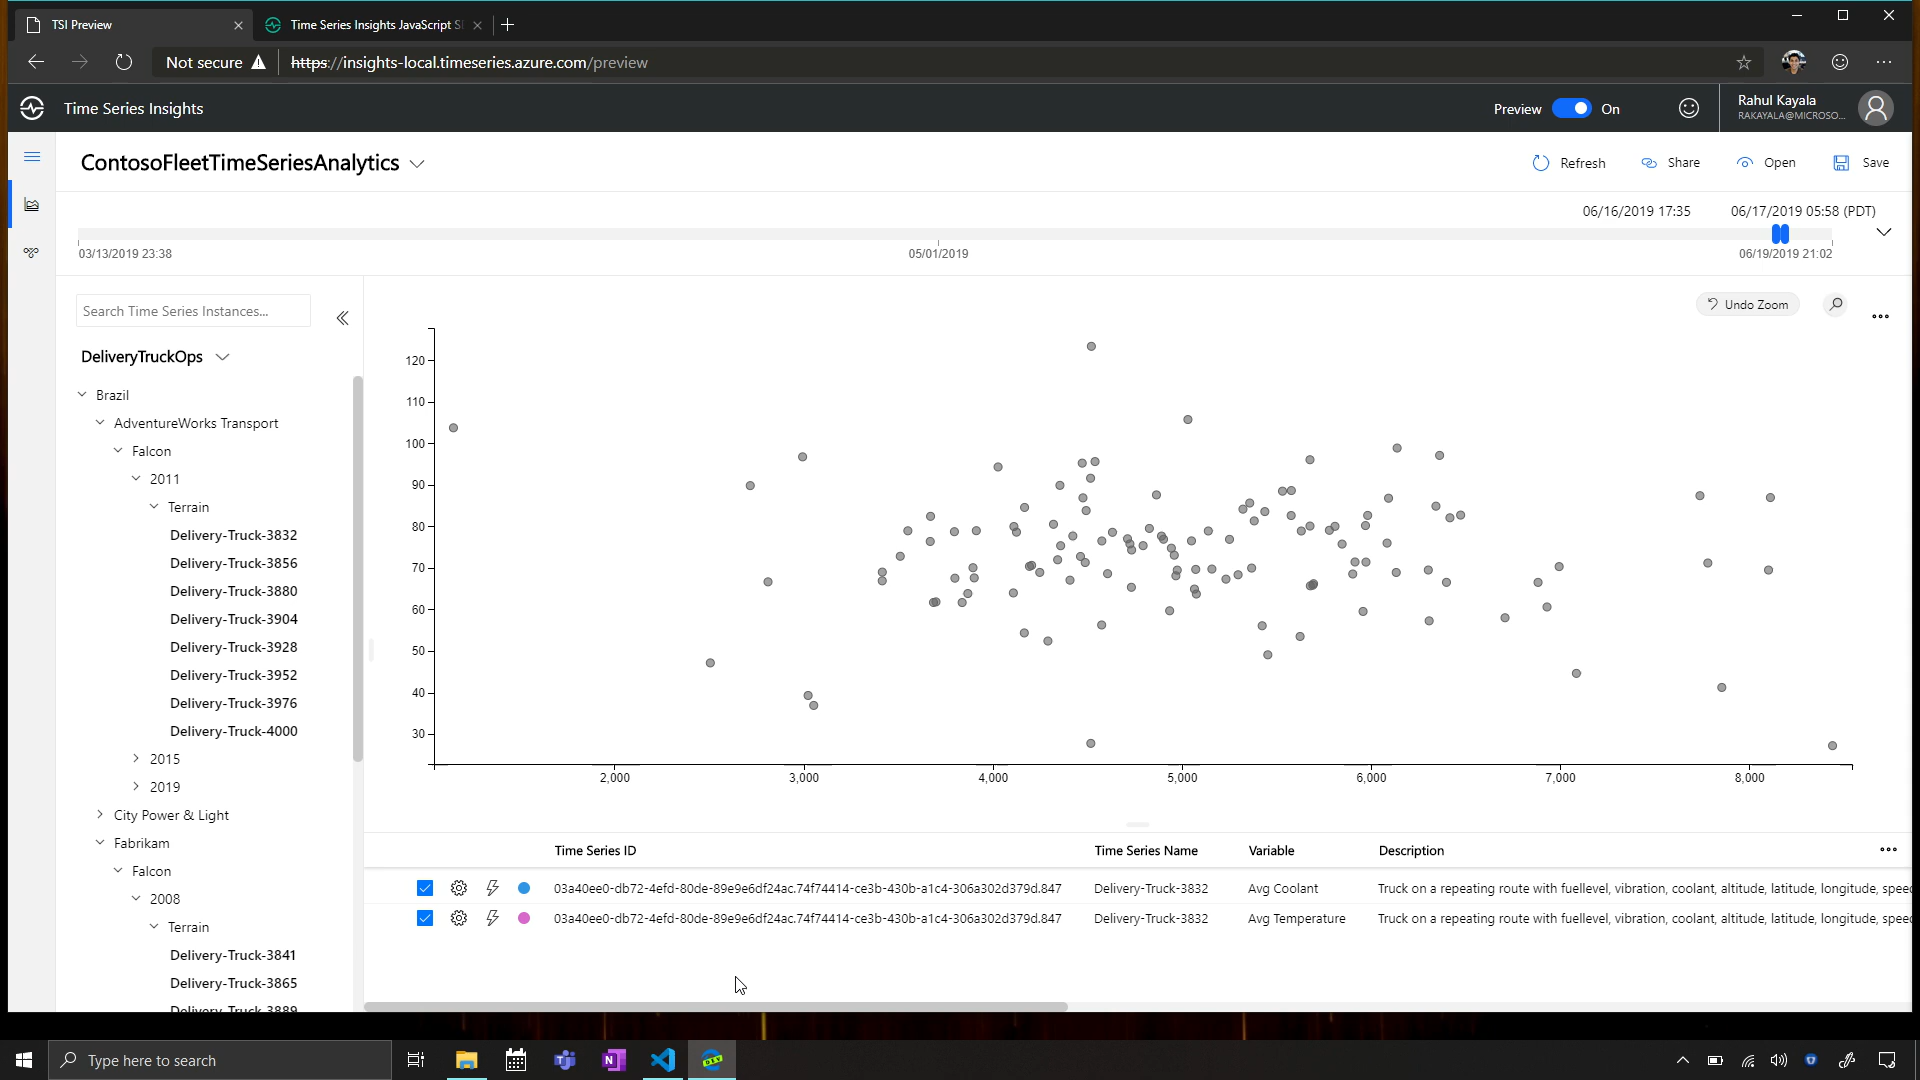 TSI Preview
Time Series Insights JavaScript S
Not secure
https://insights-local.timeseries.azure.com/preview
Time Series Insights
Preview
On
Rahul Kayala
RAKAYALA@MICROSO...
ContosoFleetTimeSeriesAnalytics
Refresh
Share
Open
Save
06/16/2019 17:35
06/17/2019 05:58 (PDT)
03/13/2019 23:38
05/01/2019
06/19/2019 21:02
Search Time Series Instances...
Undo Zoom
DeliveryTruckOps
Brazil
AdventureWorks Transport
Falcon
2011
Terrain
Delivery-Truck-3832
Delivery-Truck-3856
Delivery-Truck-3880
Delivery-Truck-3904
Delivery-Truck-3928
Delivery-Truck-3952
Delivery-Truck-3976
Delivery-Truck-4000
2015
2019
City Power & Light
Fabrikam
Falcon
2008
Terrain
Delivery-Truck-3841
Delivery-Truck-3865
Delivery-Truck-3889
120
110
100
90
80
70
60
50
40
30
2,000
3,000
4,000
5,000
6,000
7,000
8,000
Time Series ID
Time Series Name
Variable
Description
03a40ee0-db72-4efd-80de-89e9e6df24ac.74f74414-ce3b-430b-a1c4-306a302d379d.847
Delivery-Truck-3832
Avg Coolant
Truck on a repeating route with fuellevel, vibration, coolant, altitude, latitude, longitude, spee
03a40ee0-db72-4efd-80de-89e9e6df24ac.74f74414-ce3b-430b-a1c4-306a302d379d.847
Delivery-Truck-3832
Avg Temperature
Truck on a repeating route with fuellevel, vibration, coolant, altitude, latitude, longitude, spee
Type here to search
DEV